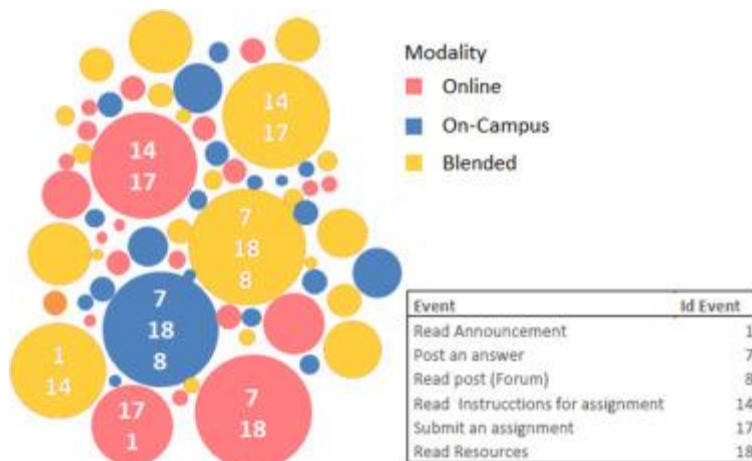 14
17
14
17
7
18
8
7
18
8
1
14
17
1
7
18
Modality
Online
On-Campus
Blended
Event Id Event
Read Announcement 1
Post an answer 7
Read post (Forum) 8
Read Instrucctions for assignment 14
Submit an assignment 17
Read Resources 18